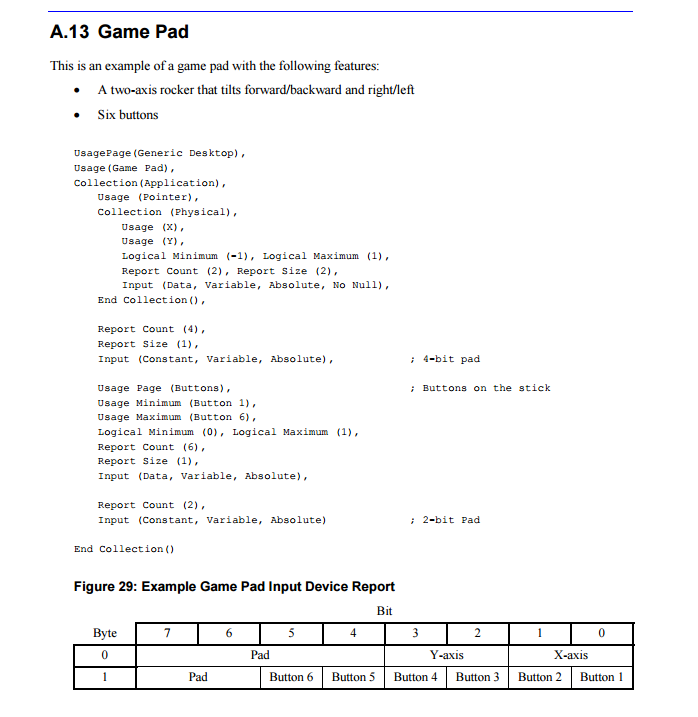 A.13 Game Pad
This is an example of a game pad with the following features:
• A two-axis rocker that tilts forward/backward and right/left
• Six buttons
UsagePage(Generic Desktop),
Usage(Game Pad),
Collection(Application),
Usage (Pointer),
Collection (Physical),
Usage (X),
Usage (Y),
Logical Minimum (-1), Logical Maximum (1),
Report Count (2), Report Size (2),
Input (Data, Variable, Absolute, No Null),
End Collection(),
Report Count (4),
Report Size (1),
Input (Constant, Variable, Absolute), ; 4-bit pad
Usage Page (Buttons), ; Buttons on the stick
Usage Minimum (Button 1),
Usage Maximum (Button 6),
Logical Minimum (0), Logical Maximum (1),
Report Count (6),
Report Size (1),
Input (Data, Variable, Absolute),
Report Count (2),
Input (Constant, Variable, Absolute) ; 2-bit Pad
End Collection()
Figure 29: Example Game Pad Input Device Report
Bit
Byte 7 6 5 4 3 2 1 0
0 Pad Y-axis X-axis
1 Pad Button 6 Button 5 Button 4 Button 3 Button 2 Button 1